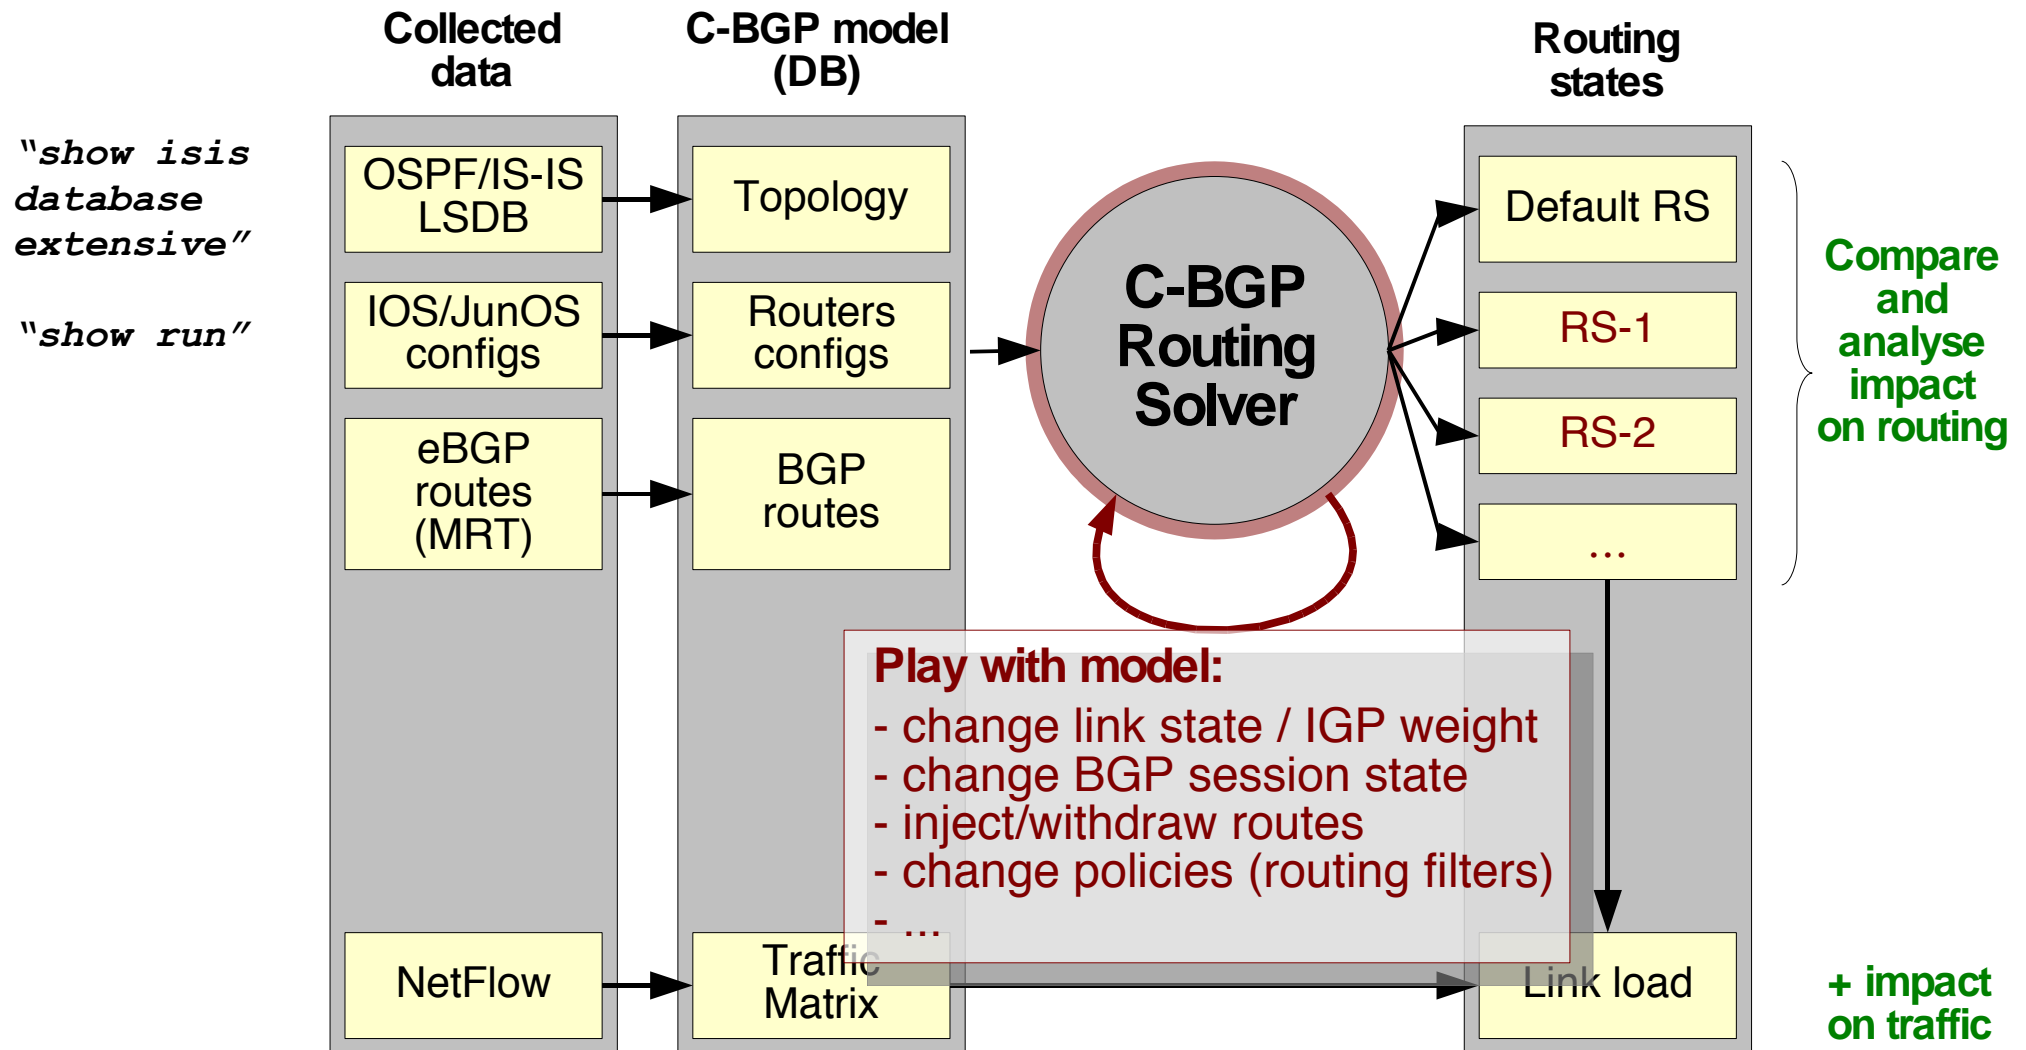 Collected
data
C-BGP model
(DB)
Routing
states
“show isis
database
extensive”
“show run”
OSPF/IS-IS
LSDB
IOS/JunOS
configs
eBGP
routes
(MRT)
NetFlow
Topology
Routers
configs
BGP
routes
Traffic
Matrix
C-BGP
Routing
Solver
Play with model:
- change link state / IGP weight
- change BGP session state
- inject/withdraw routes
- change policies (routing filters)
- ...
Default RS
RS-1
RS-2
...
Link load
Compare
and
analyse
impact
on routing
+ impact
on traffic